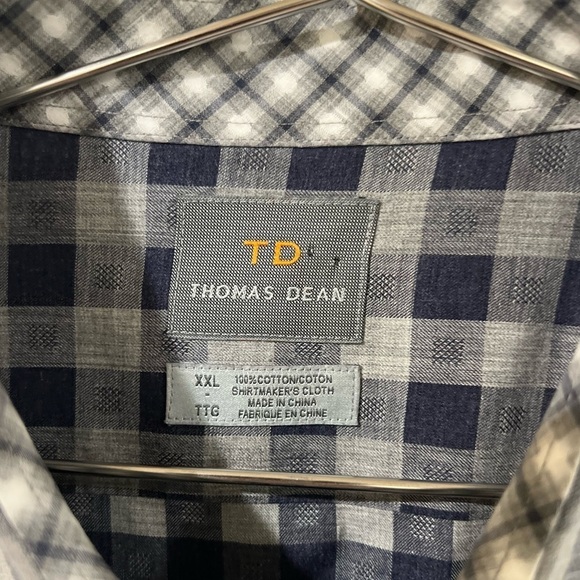 TD
THOMAS DEAN
XXL
-
TTG
100%COTTON/COTON
SHIRTMAKER'S CLOTH
MADE IN CHINA
FABRIQUE EN CHINE